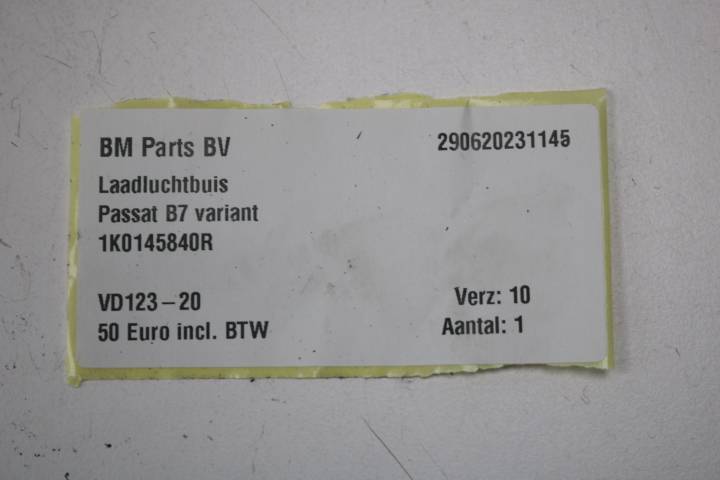 BM Parts BV 290620231145
Laadluchtbuis
Passat B7 variant
1K0145840R
VD123-20 Verz: 10
50 Euro incl. BTW Aantal: 1